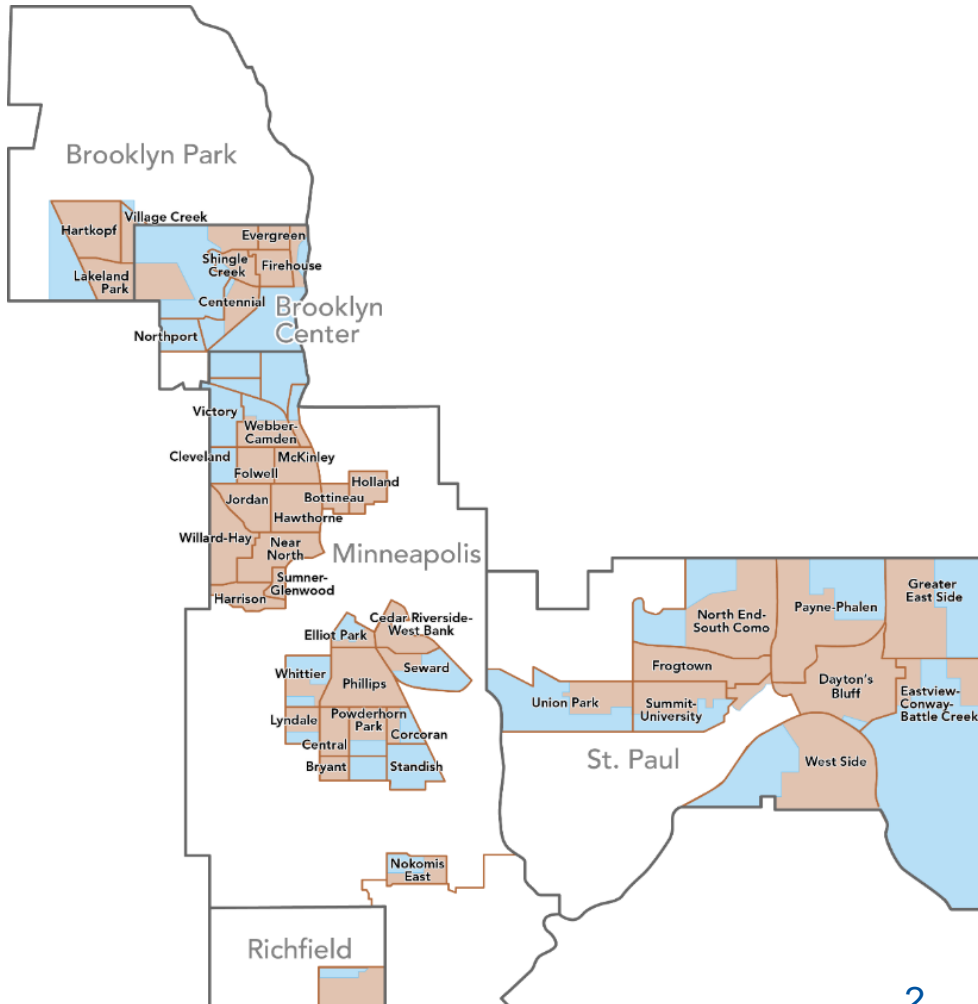 Brooklyn Park
Village Creek
Hartkopf
Evergreen
Shingle
Creek
Firehouse
Lakeland
Park
Centennial
Brooklyn
Center
Northport
Victory
Webber-
Camden
Cleveland
McKinley
Folwell
Holland
Jordan
Bottineau
Hawthorne
Willard-Hay
Near
North
Minneapolis
Sumner-
Glenwood
Harrison
Greater
East Side
Payne-Phalen
North End-
South Como
Cedar Riverside-
West Bank
Elliot Park
Seward
Frogtown
Whittier
Phillips
Dayton's
Bluff
Eastview-
Conway-
Battle Creek
Union Park
Summit-
University
Lyndale
Powderhorn
Park
Corcoran
Central
Bryant
Standish
St. Paul
West Side
Nokomis
East
Richfield
2